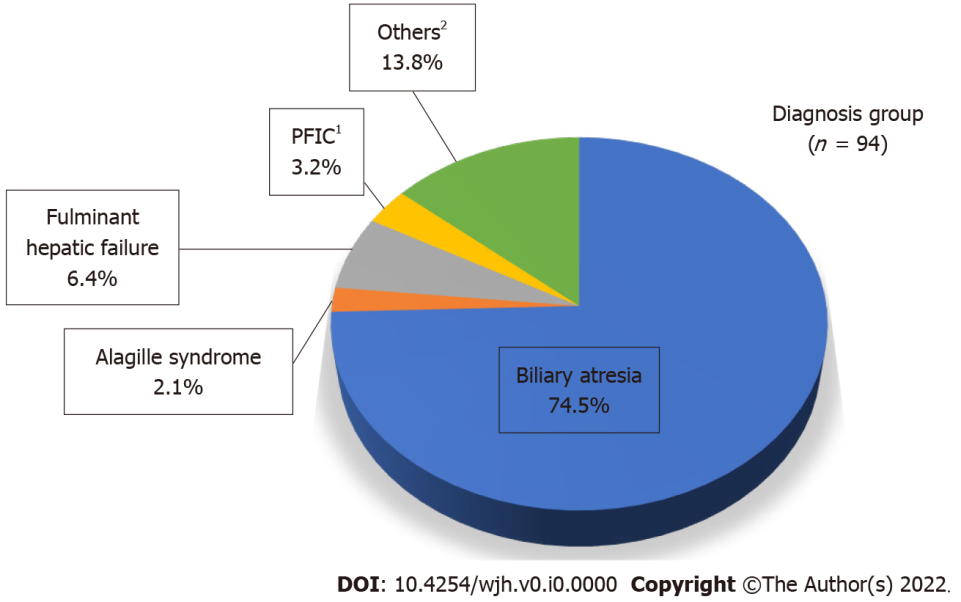 Others²
13.8%
PFIC¹
3.2%
Diagnosis group
(n = 94)
Fulminant
hepatic failure
6.4%
Alagille syndrome
2.1%
Biliary atresia
74.5%
DOI: 10.4254/wjh.v0.i0.0000 Copyright ©The Author(s) 2022.